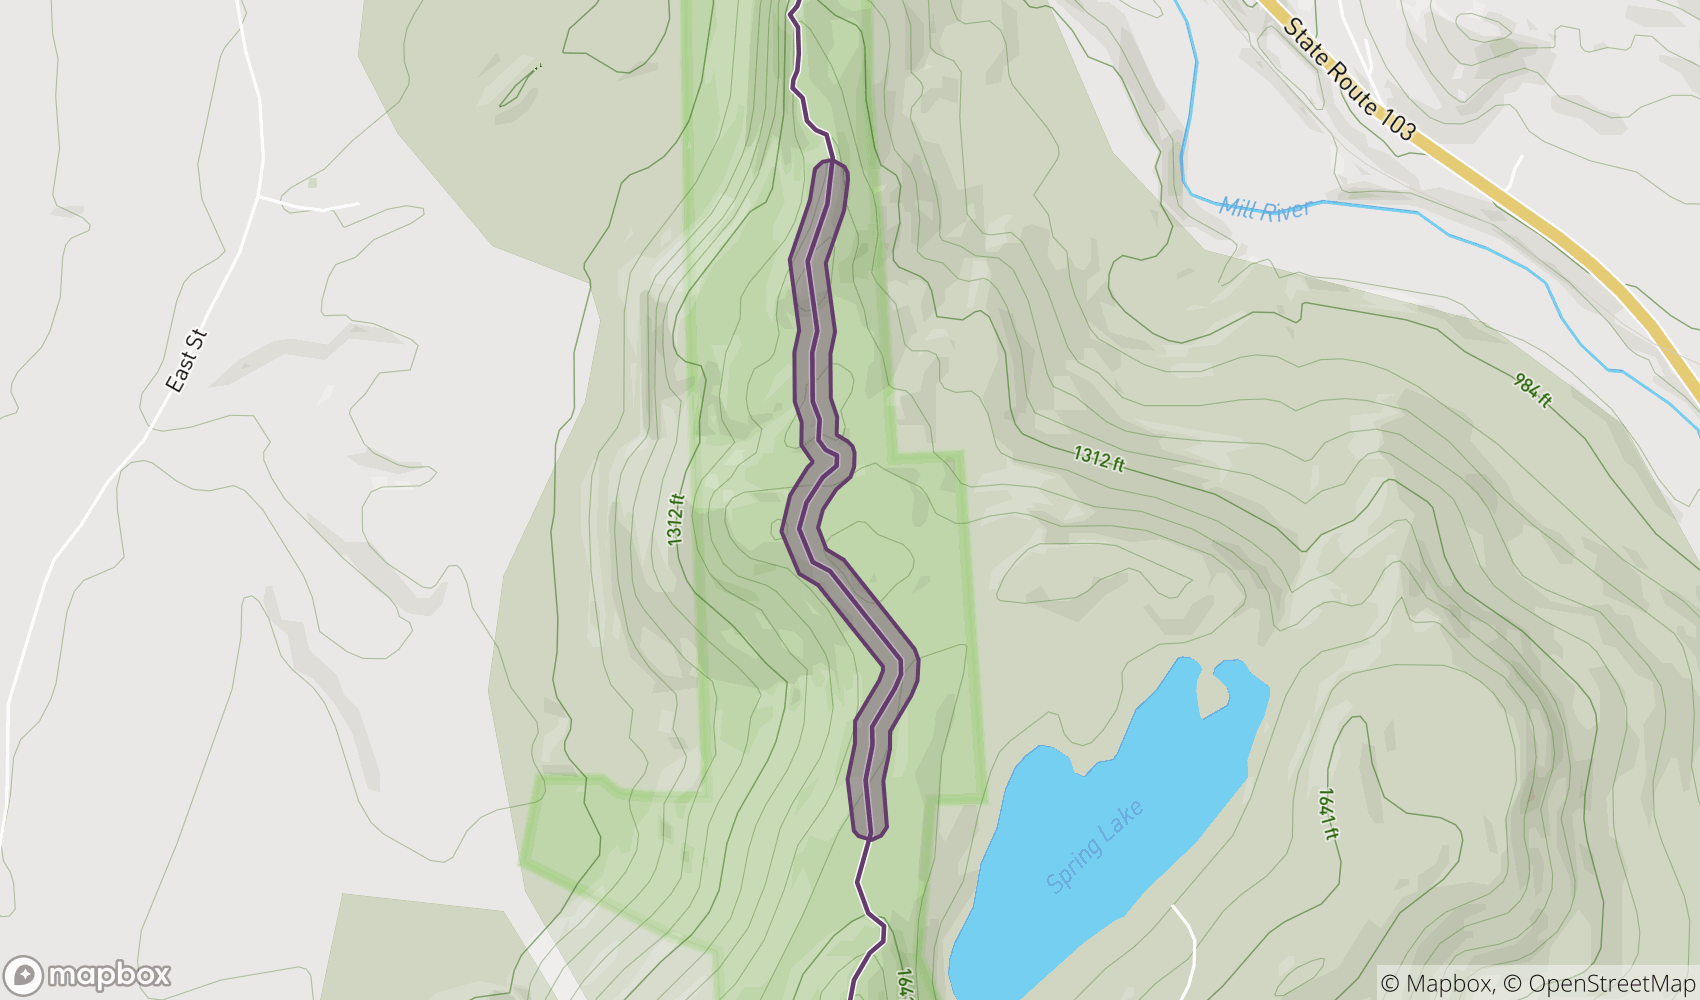 State Route 103
Mill River
East St
984 ft
1312 ft
1312 ft
1641 ft
Spring Lake
mapbox
© Mapbox, © OpenStreetMap